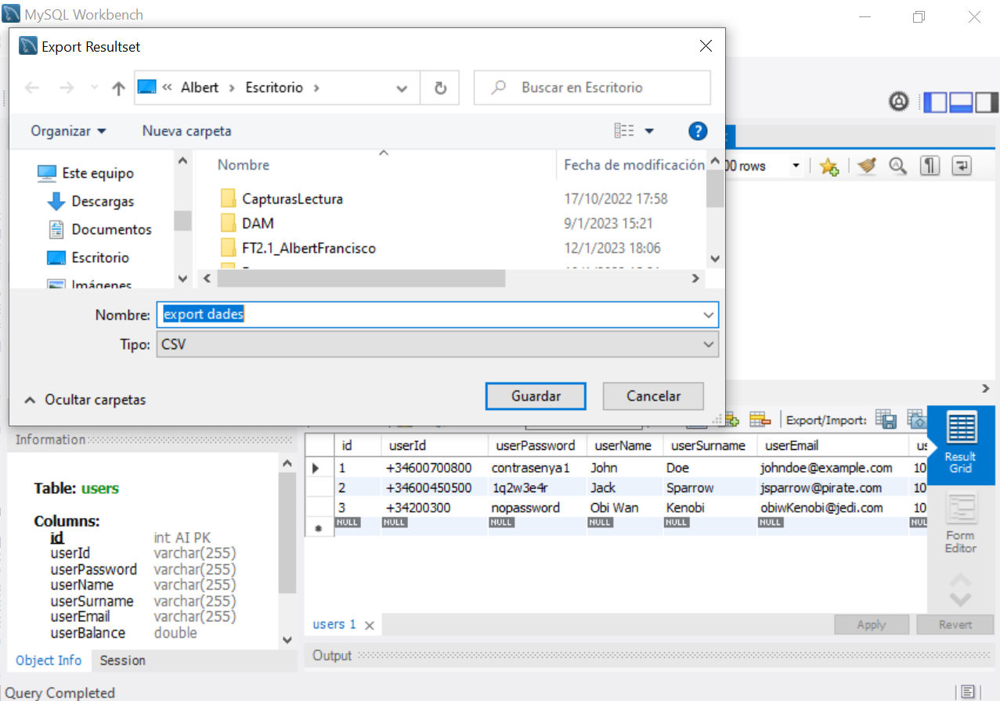 MySQL Workbench
Export Resultset
« Albert › Escritorio ›
Buscar en Escritorio
Organizar
Nueva carpeta
?
Este equipo
Descargas
Documentos
Escritorio
Imágenes
Nombre
Fecha de modificación
CapturasLectura
17/10/2022 17:58
DAM
9/1/2023 15:21
FT2.1_AlbertFrancisco
12/1/2023 18:06
00 rows
Nombre: export dades
Tipo: CSV
Ocultar carpetas
Guardar
Cancelar
Information
Table: users
Columns:
id int AI PK
userId varchar(255)
userPassword varchar(255)
userName varchar(255)
userSurname varchar(255)
userEmail varchar(255)
userBalance double
Object Info
Session
Export/Import:
id userId userPassword userName userSurname userEmail us
1 +34600700800 contrasenya1 John Doe johndoe@example.com 10
2 +34600450500 1q2w3e4r Jack Sparrow jsparrow@pirate.com 10
3 +34200300 nopassword Obi Wan Kenobi obiwKenobi@jedi.com 10
NULL NULL NULL NULL NULL NULL NUL
Result
Grid
Form
Editor
users 1
Apply
Revert
Output
Query Completed